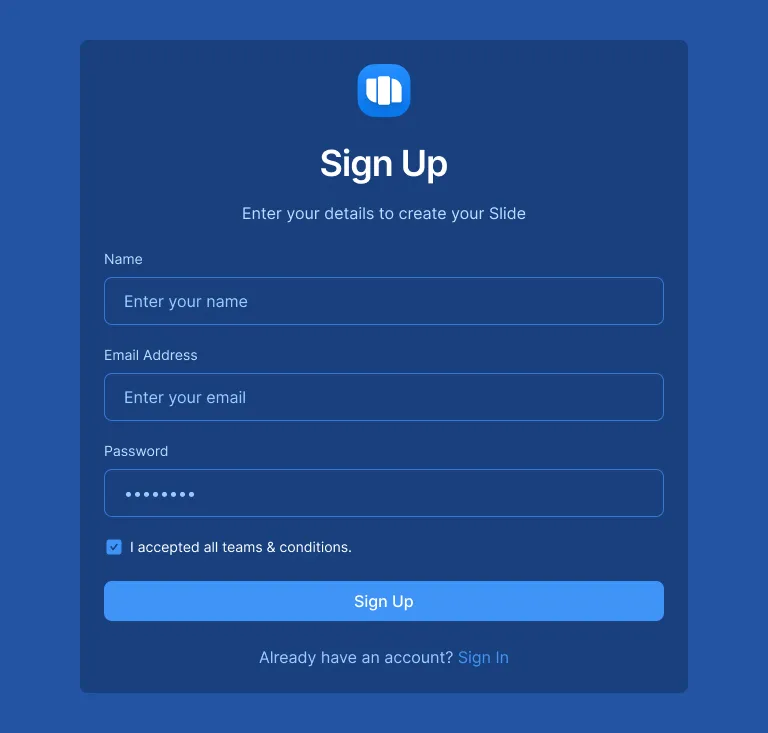 Sign Up
Enter your details to create your Slide
Name
Enter your name
Email Address
Enter your email
Password
••••••••
I accepted all teams & conditions.
Sign Up
Already have an account? Sign In